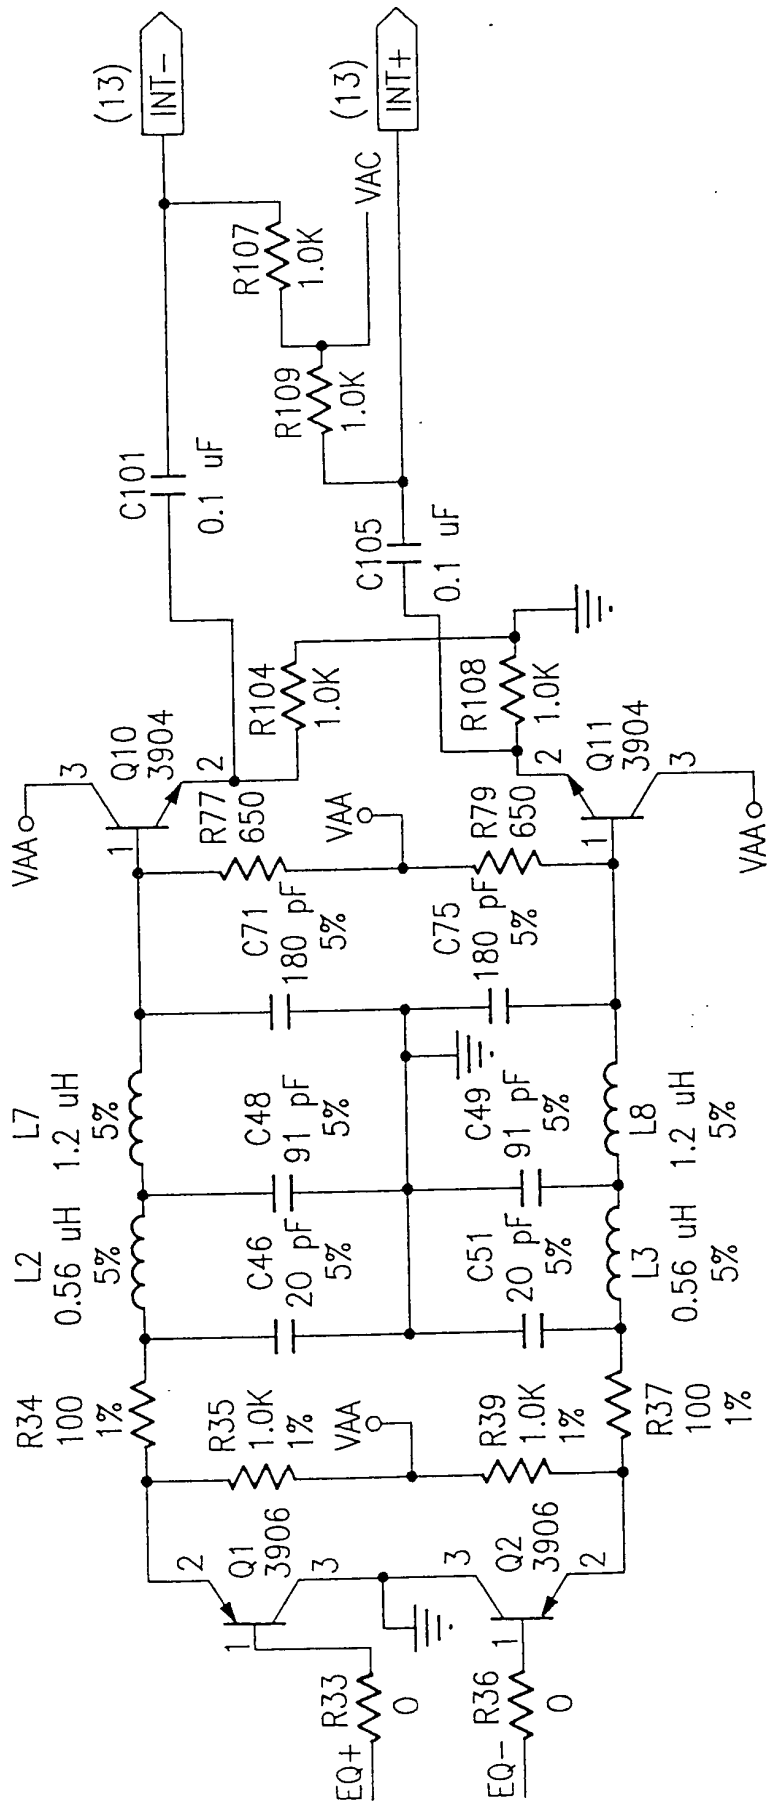 EQ+
R33
0
EQ-
R36
0
1
2
Q1
3906
3
3
Q2
3906
1
2
R34
100
1%
R35
1.0K
1%
VAA
R39
1.0K
1%
R37
100
1%
L2
0.56 uH
5%
C46
20 pF
5%
C51
20 pF
5%
L3
0.56 uH
5%
L7
1.2 uH
5%
C48
91 pF
5%
C49
91 pF
5%
L8
1.2 uH
5%
C71
180 pF
5%
C75
180 pF
5%
R77
650
VAA
R79
650
VAA
1
3
Q10
3904
2
1
2
Q11
3904
3
VAA
R104
1.0K
R108
1.0K
C101
0.1 uF
C105
0.1 uF
R109
1.0K
R107
1.0K
VAC
(13)
INT-
(13)
INT+